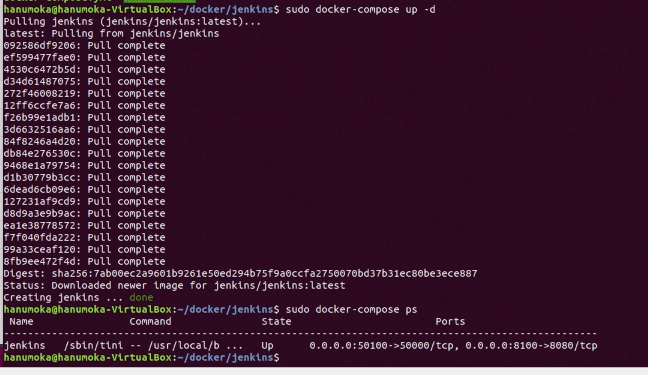 hanumoka@hanumoka-VirtualBox:~/docker/jenkins$ sudo docker-compose up -d
Pulling jenkins (jenkins/jenkins:latest)...
latest: Pulling from jenkins/jenkins
092586df9206: Pull complete
ef599477fae0: Pull complete
4530c6472b5d: Pull complete
d34d61487075: Pull complete
272f46008219: Pull complete
12ff6ccfe7a6: Pull complete
f26b99e1adb1: Pull complete
3d6632516aa6: Pull complete
84f8246a4d20: Pull complete
db84e276530c: Pull complete
9468e1a79754: Pull complete
d1b30779b3cc: Pull complete
6dead6cb09e6: Pull complete
127231af9cd9: Pull complete
d8d9a3e9b9ac: Pull complete
ea1e38778572: Pull complete
f7f040fda222: Pull complete
99a33ceaf120: Pull complete
8fb9ee472f4d: Pull complete
Digest: sha256:7ab00ec2a9601b9261e50ed294b75f9a0ccfa2750070bd37b31ec80be3ece887
Status: Downloaded newer image for jenkins/jenkins:latest
Creating jenkins ... done
hanumoka@hanumoka-VirtualBox:~/docker/jenkins$ sudo docker-compose ps
Name Command State Ports
--------------------------------------------------------------------------------------------------
jenkins /sbin/tini -- /usr/local/b ... Up 0.0.0.0:50100->50000/tcp, 0.0.0.0:8100->8080/tcp
hanumoka@hanumoka-VirtualBox:~/docker/jenkins$